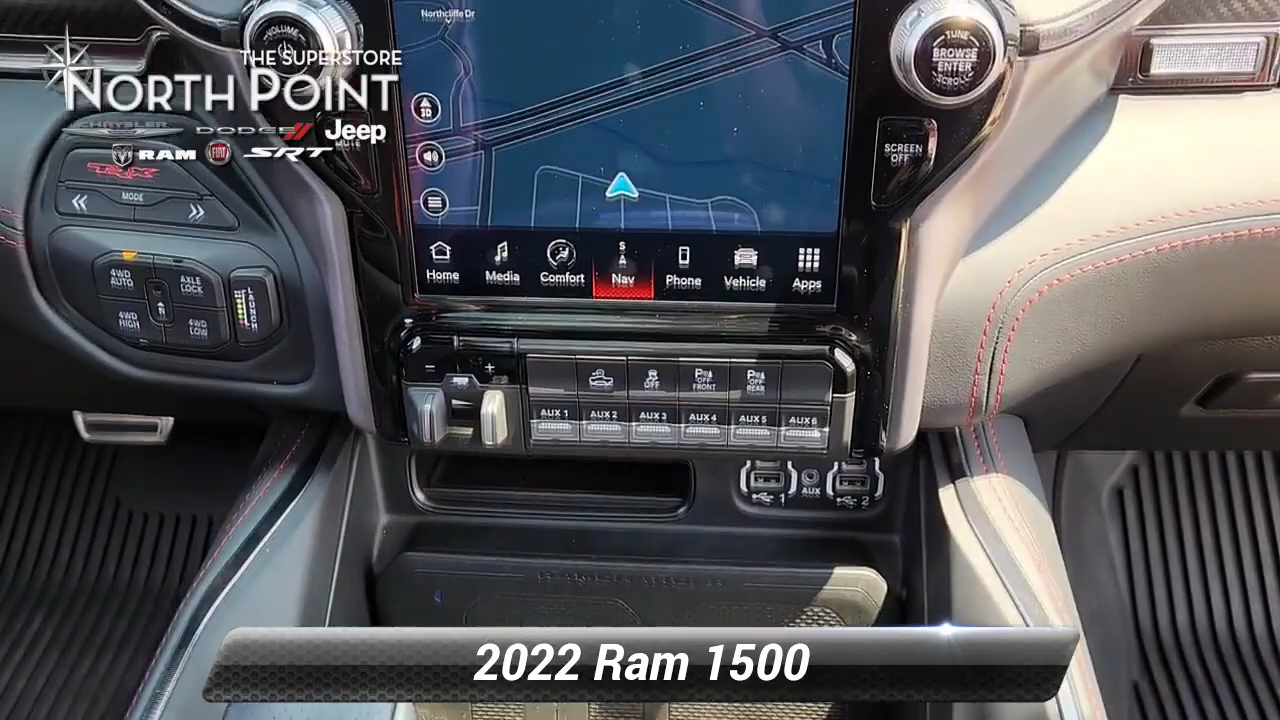 Northcliffe Dr
VOLUME
TUNE
BROWSE
ENTER
SCROLL
THE SUPERSTORE
NORTH POINT
CHRYSLER DODGE Jeep
RAM FIAT SRT
MUTE
TRX
MODE
3D
SCREEN
OFF
Home Media Comfort Nav Phone Vehicle Apps
4WD
AUTO
AXLE
LOCK
N
LAUNCH
4WD
HIGH
4WD
LOW
- +
OFF
P OFF FRONT
P OFF REAR
AUX 1 AUX 2 AUX 3 AUX 4 AUX 5 AUX 6
1 AUX 2
2022 Ram 1500